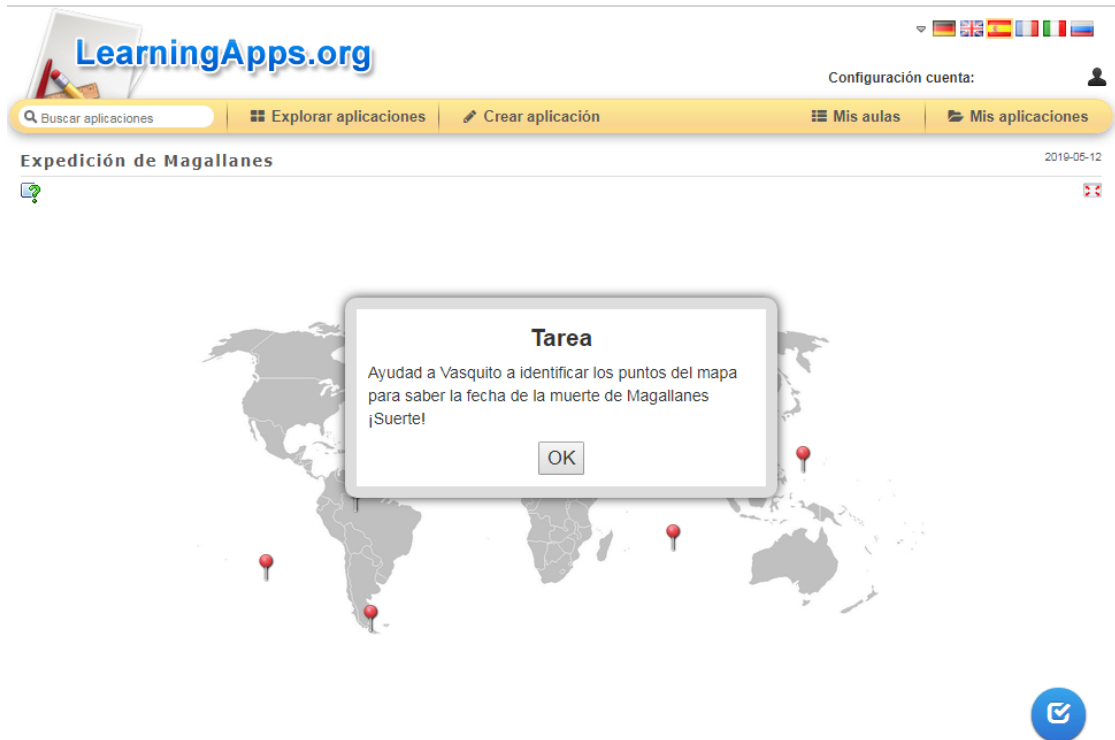 LearningApps.org
Configuración cuenta:
Buscar aplicaciones
Explorar aplicaciones
Crear aplicación
Mis aulas
Mis aplicaciones
Expedición de Magallanes
2019-05-12
Tarea
Ayudad a Vasquito a identificar los puntos del mapa
para saber la fecha de la muerte de Magallanes
¡Suerte!
OK